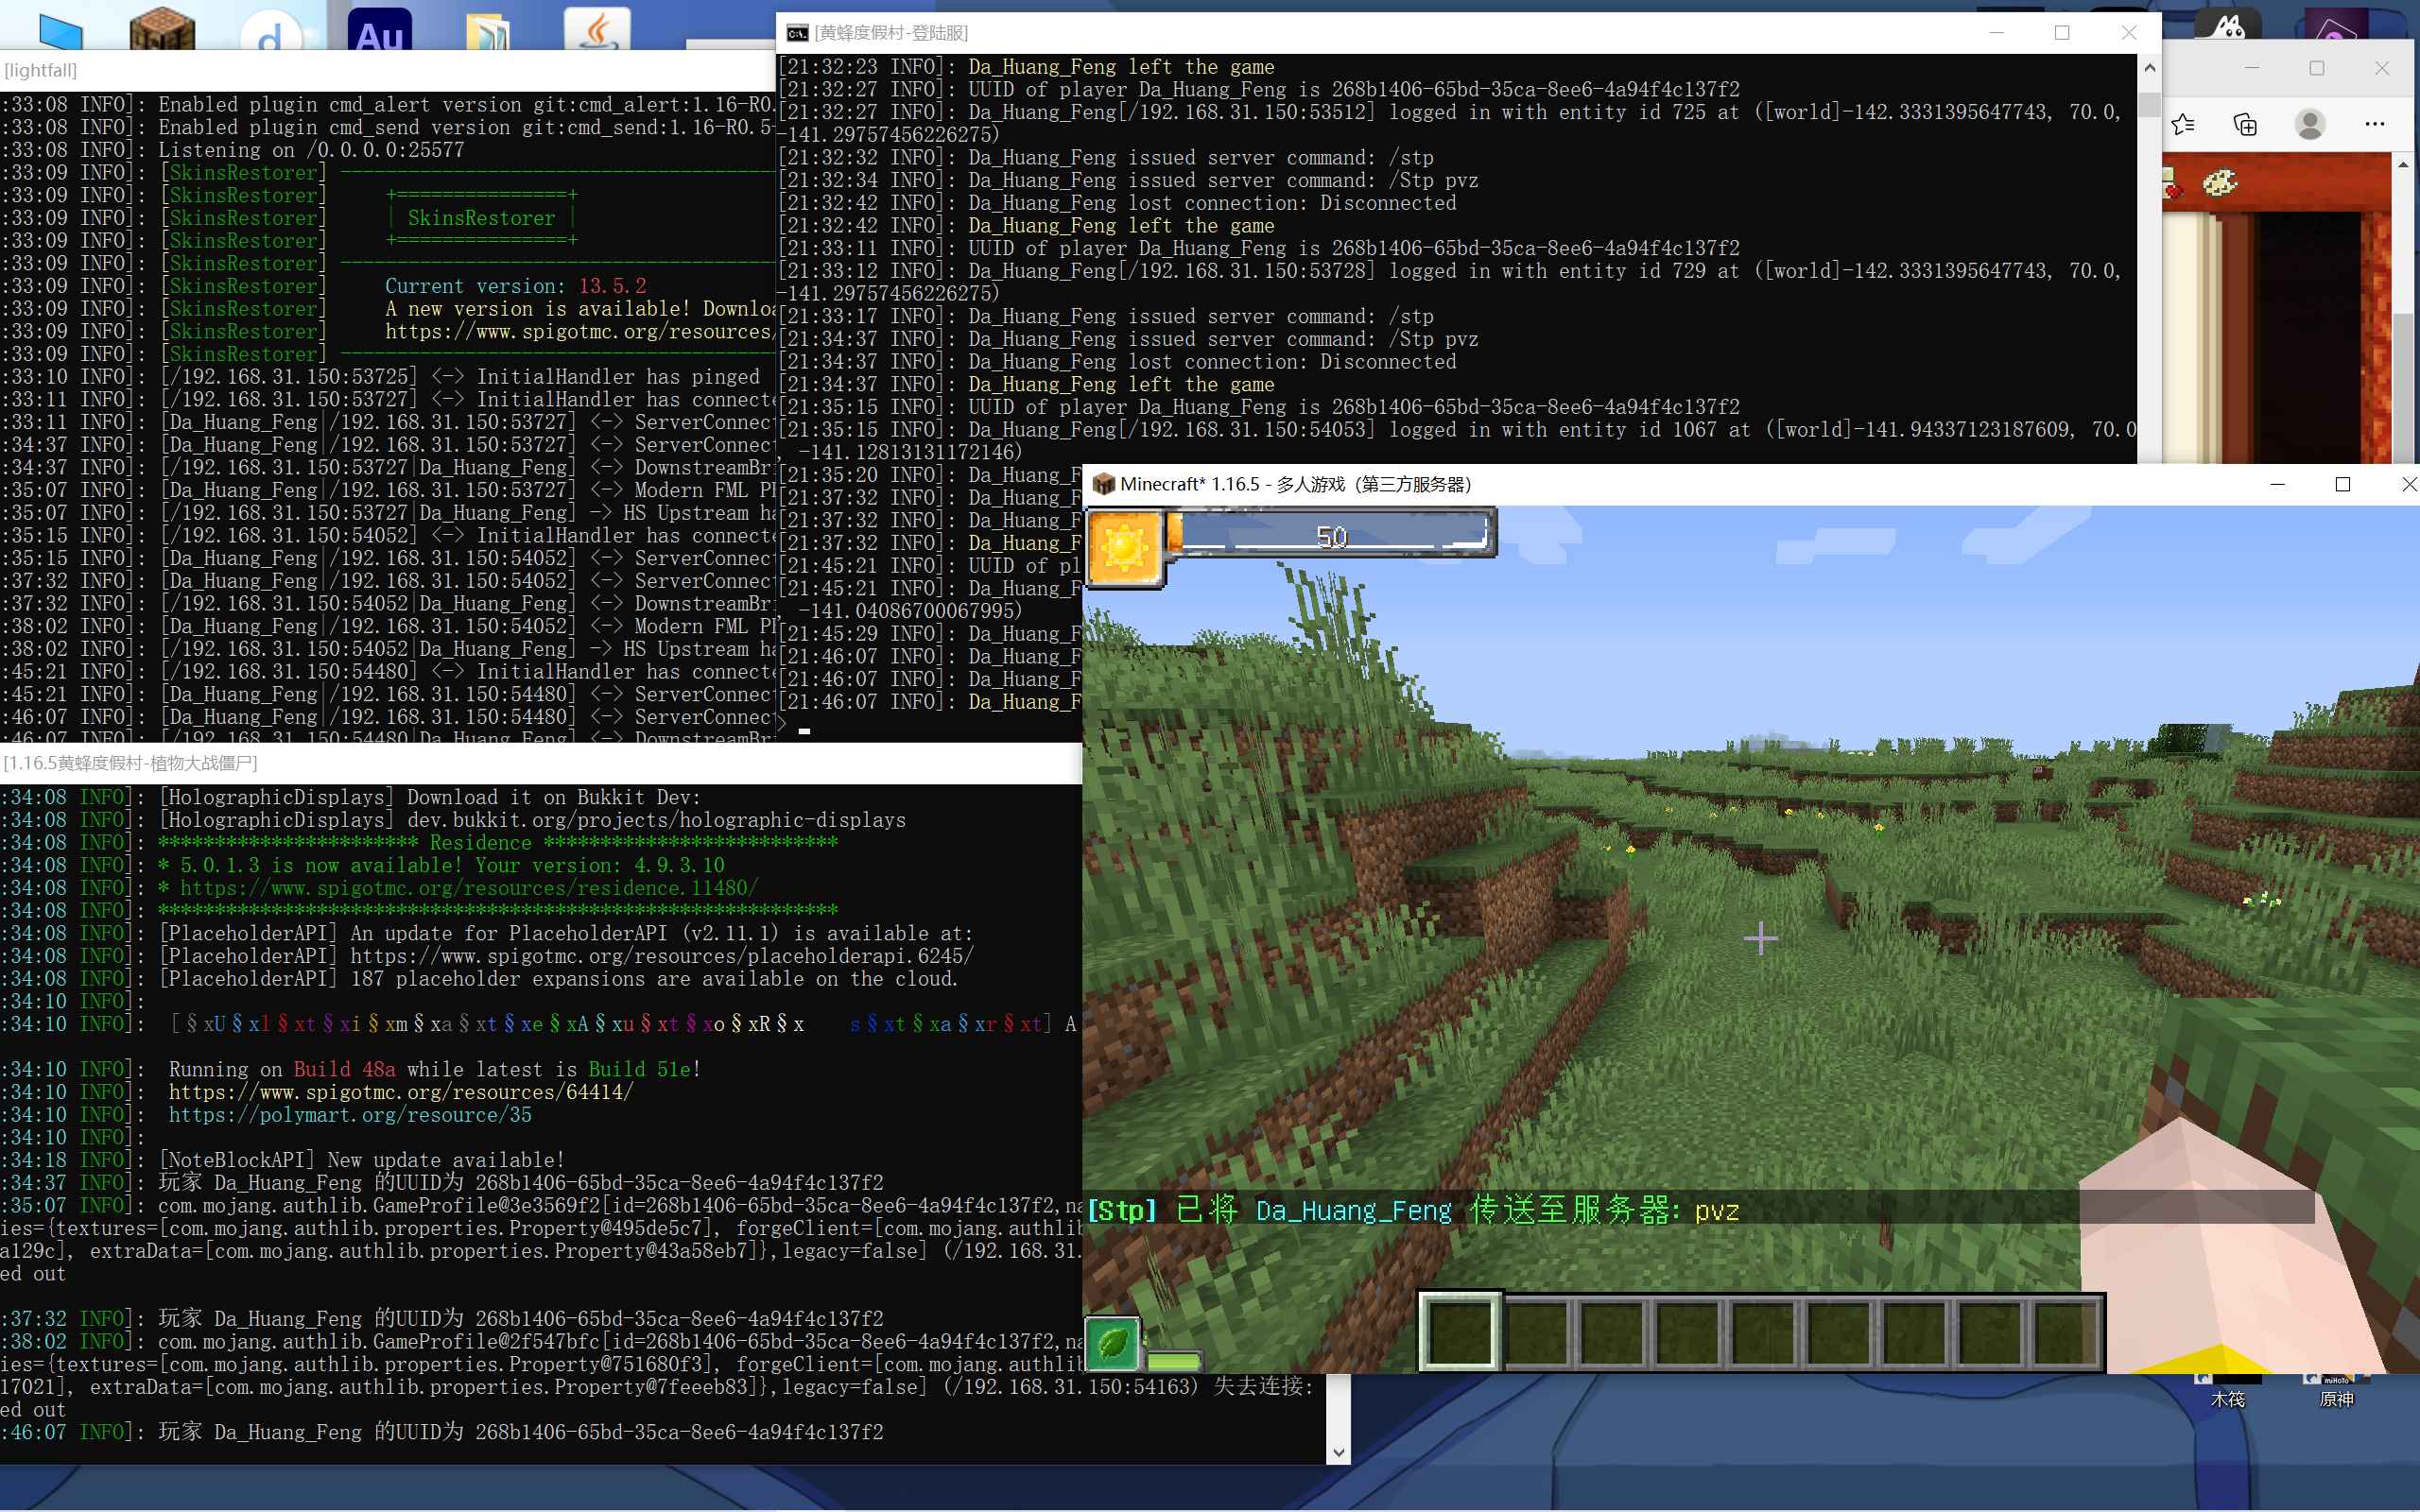 Au
d
[lightfall]
:33:08 INFO]: Enabled plugin cmd_alert version git:cmd_alert:1.16-R0.
:33:08 INFO]: Enabled plugin cmd_send version git:cmd_send:1.16-R0.5
:33:08 INFO]: Listening on /0.0.0.0:25577
:33:09 INFO]: [SkinsRestorer] ----------------------------------------
:33:09 INFO]: [SkinsRestorer]     +===============+
:33:09 INFO]: [SkinsRestorer]     | SkinsRestorer |
:33:09 INFO]: [SkinsRestorer]     +===============+
:33:09 INFO]: [SkinsRestorer] ----------------------------------------
:33:09 INFO]: [SkinsRestorer]     Current version: 13.5.2
:33:09 INFO]: [SkinsRestorer]     A new version is available!
:33:09 INFO]: [SkinsRestorer]     https://www.spigotmc.org/resources/
:33:09 INFO]: [SkinsRestorer] ----------------------------------------
:33:10 INFO]: [/192.168.31.150:53725] <-> InitialHandler has pinged
:33:11 INFO]: [/192.168.31.150:53727] <-> InitialHandler has connecte
:33:11 INFO]: [Da_Huang_Feng|/192.168.31.150:53727] <-> ServerConnect
:34:37 INFO]: [Da_Huang_Feng|/192.168.31.150:53727] <-> ServerConnect
:34:37 INFO]: [/192.168.31.150:53727|Da_Huang_Feng] <-> DownstreamBri
:35:07 INFO]: [Da_Huang_Feng|/192.168.31.150:53727] <-> Modern FML
:35:07 INFO]: [/192.168.31.150:53727|Da_Huang_Feng] -> HS Upstream ha
:35:15 INFO]: [/192.168.31.150:54052] <-> InitialHandler has connecte
:35:15 INFO]: [Da_Huang_Feng|/192.168.31.150:54052] <-> ServerConnect
:37:32 INFO]: [Da_Huang_Feng|/192.168.31.150:54052] <-> ServerConnect
:37:32 INFO]: [/192.168.31.150:54052|Da_Huang_Feng] <-> DownstreamBri
:38:02 INFO]: [Da_Huang_Feng|/192.168.31.150:54052] <-> Modern FML
:38:02 INFO]: [/192.168.31.150:54052|Da_Huang_Feng] -> HS Upstream ha
:45:21 INFO]: [/192.168.31.150:54480] <-> InitialHandler has connecte
:45:21 INFO]: [Da_Huang_Feng|/192.168.31.150:54480] <-> ServerConnect
:46:07 INFO]: [Da_Huang_Feng|/192.168.31.150:54480] <-> ServerConnect
:46:07 INFO]: [/192.168.31.150:54480|Da_Huang_Feng] <-> DownstreamBri
[黄蜂度假村-登陆服]
[21:32:23 INFO]: Da_Huang_Feng left the game
[21:32:27 INFO]: UUID of player Da_Huang_Feng is 268b1406-65bd-35ca-8ee6-4a94f4c137f2
[21:32:27 INFO]: Da_Huang_Feng[/192.168.31.150:53512] logged in with entity id 725 at ([world]-142.3331395647743, 70.0,
-141.29757456226275)
[21:32:32 INFO]: Da_Huang_Feng issued server command: /stp
[21:32:34 INFO]: Da_Huang_Feng issued server command: /Stp pvz
[21:32:42 INFO]: Da_Huang_Feng lost connection: Disconnected
[21:32:42 INFO]: Da_Huang_Feng left the game
[21:33:11 INFO]: UUID of player Da_Huang_Feng is 268b1406-65bd-35ca-8ee6-4a94f4c137f2
[21:33:12 INFO]: Da_Huang_Feng[/192.168.31.150:53728] logged in with entity id 729 at ([world]-142.3331395647743, 70.0,
-141.29757456226275)
[21:33:17 INFO]: Da_Huang_Feng issued server command: /stp
[21:34:37 INFO]: Da_Huang_Feng issued server command: /Stp pvz
[21:34:37 INFO]: Da_Huang_Feng lost connection: Disconnected
[21:34:37 INFO]: Da_Huang_Feng left the game
[21:35:15 INFO]: UUID of player Da_Huang_Feng is 268b1406-65bd-35ca-8ee6-4a94f4c137f2
[21:35:15 INFO]: Da_Huang_Feng[/192.168.31.150:54053] logged in with entity id 1067 at ([world]-141.94337123187609, 70.0
, -141.12813131172146)
[21:35:20 INFO]: Da_Huang_F
[21:37:32 INFO]: Da_Huang_F
[21:37:32 INFO]: Da_Huang_F
[21:37:32 INFO]: Da_Huang_F
[21:45:21 INFO]: UUID of pl
[21:45:21 INFO]: Da_Huang_F
, -141.04086700067995)
[21:45:29 INFO]: Da_Huang_F
[21:46:07 INFO]: Da_Huang_F
[21:46:07 INFO]: Da_Huang_F
[21:46:07 INFO]: Da_Huang_F
>
Minecraft* 1.16.5 - 多人游戏（第三方服务器）
50
[Stp] 已将 Da_Huang_Feng 传送至服务器: pvz
[1.16.5黄蜂度假村-植物大战僵尸]
:34:08 INFO]: [HolographicDisplays] Download it on Bukkit Dev:
:34:08 INFO]: [HolographicDisplays] dev.bukkit.org/projects/holographic-displays
:34:08 INFO]: *********************** Residence **************************
:34:08 INFO]: * 5.0.1.3 is now available! Your version: 4.9.3.10
:34:08 INFO]: * https://www.spigotmc.org/resources/residence.11480/
:34:08 INFO]: ************************************************************
:34:08 INFO]: [PlaceholderAPI] An update for PlaceholderAPI (v2.11.1) is available at:
:34:08 INFO]: [PlaceholderAPI] https://www.spigotmc.org/resources/placeholderapi.6245/
:34:08 INFO]: [PlaceholderAPI] 187 placeholder expansions are available on the cloud.
:34:10 INFO]:
:34:10 INFO]:  [§xU§xl§xt§xi§xm§xa§xt§xe§xA§xu§xt§xo§xR§x s§xt§xa§xr§xt] A
:34:10 INFO]:  Running on Build 48a while latest is Build 51e!
:34:10 INFO]:  https://www.spigotmc.org/resources/64414/
:34:10 INFO]:  https://polymart.org/resource/35
:34:10 INFO]:
:34:18 INFO]: [NoteBlockAPI] New update available!
:34:37 INFO]: 玩家 Da_Huang_Feng 的UUID为 268b1406-65bd-35ca-8ee6-4a94f4c137f2
:35:07 INFO]: com.mojang.authlib.GameProfile@3e3569f2[id=268b1406-65bd-35ca-8ee6-4a94f4c137f2,na
ies={textures=[com.mojang.authlib.properties.Property@495de5c7], forgeClient=[com.mojang.authlib
a129c], extraData=[com.mojang.authlib.properties.Property@43a58eb7]},legacy=false] (/192.168.31.
ed out
:37:32 INFO]: 玩家 Da_Huang_Feng 的UUID为 268b1406-65bd-35ca-8ee6-4a94f4c137f2
:38:02 INFO]: com.mojang.authlib.GameProfile@2f547bfc[id=268b1406-65bd-35ca-8ee6-4a94f4c137f2,na
ies={textures=[com.mojang.authlib.properties.Property@751680f3], forgeClient=[com.mojang.authlib
17021], extraData=[com.mojang.authlib.properties.Property@7feeeb83]},legacy=false] (/192.168.31.150:54163) 失去连接:
ed out
:46:07 INFO]: 玩家 Da_Huang_Feng 的UUID为 268b1406-65bd-35ca-8ee6-4a94f4c137f2
木筏
原神